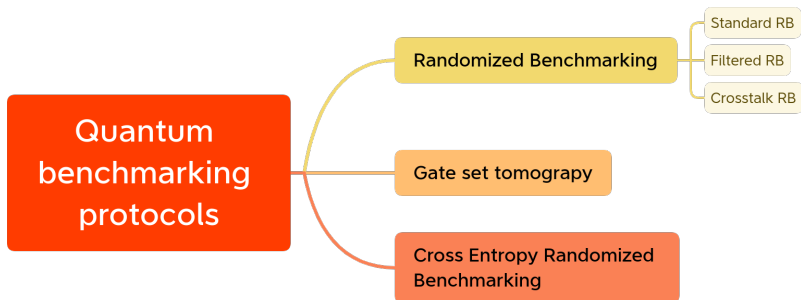 Quantum
benchmarking
protocols
Randomized Benchmarking
Standard RB
Filtered RB
Crosstalk RB
Gate set tomograpy
Cross Entropy Randomized
Benchmarking